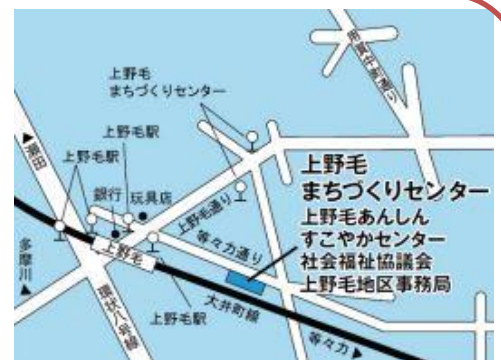 用賀中町通り
上野毛
まちづくりセンター
上野毛駅
▲瀬田
上野毛駅
銀行
玩具店
上野毛通り
等々力通り
上野毛
まちづくりセンター
上野毛あんしん
すこやかセンター
社会福祉協議会
上野毛地区事務局
多摩川▼
上野毛
環状八号線
上野毛駅
大井町線
等々力▶